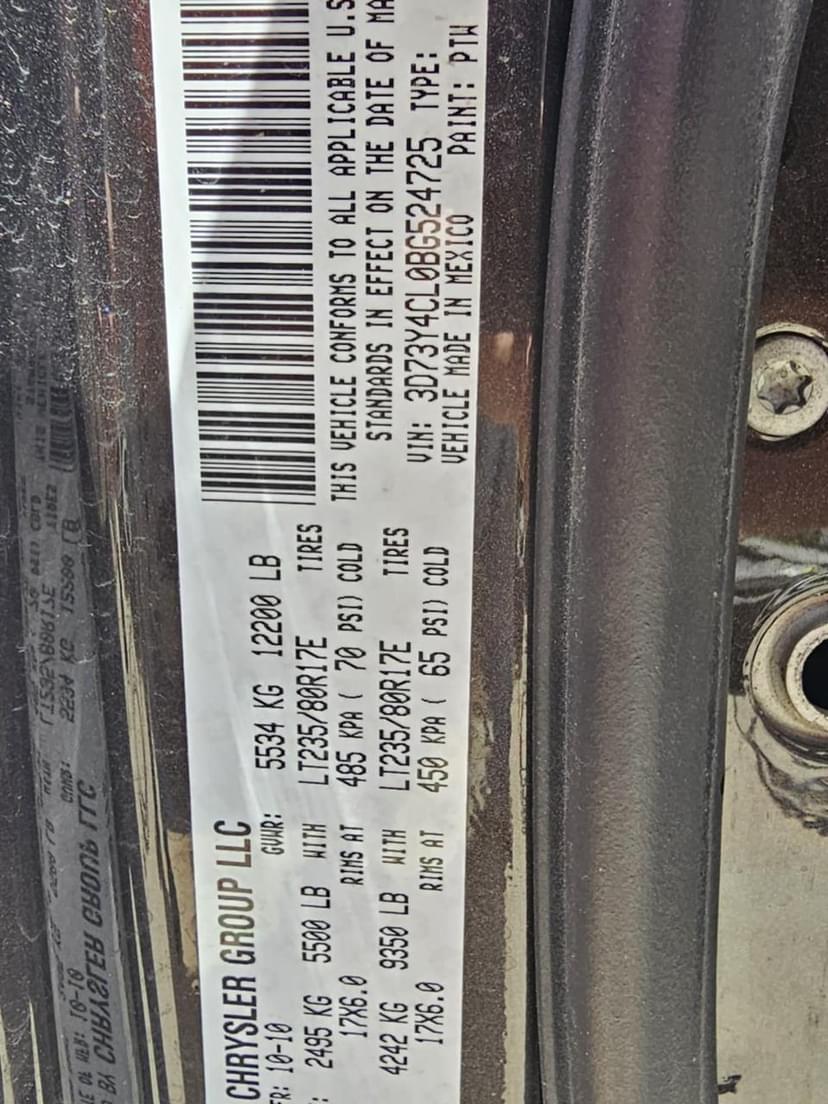 CHRYSLER GROUP LLC
FR: 10-10 GVWR: 5534 KG 12200 LB
2495 KG 5500 LB WITH LT235/80R17E TIRES
17X6.0 RIMS AT 485 KPA ( 70 PSI) COLD
4242 KG 9350 LB WITH LT235/80R17E TIRES
17X6.0 RIMS AT 450 KPA ( 65 PSI) COLD
THIS VEHICLE CONFORMS TO ALL APPLICABLE U.S
STANDARDS IN EFFECT ON THE DATE OF MA
VIN: 3D73Y4CL0BG524725 TYPE:
VEHICLE MADE IN MEXICO PAINT: PTW